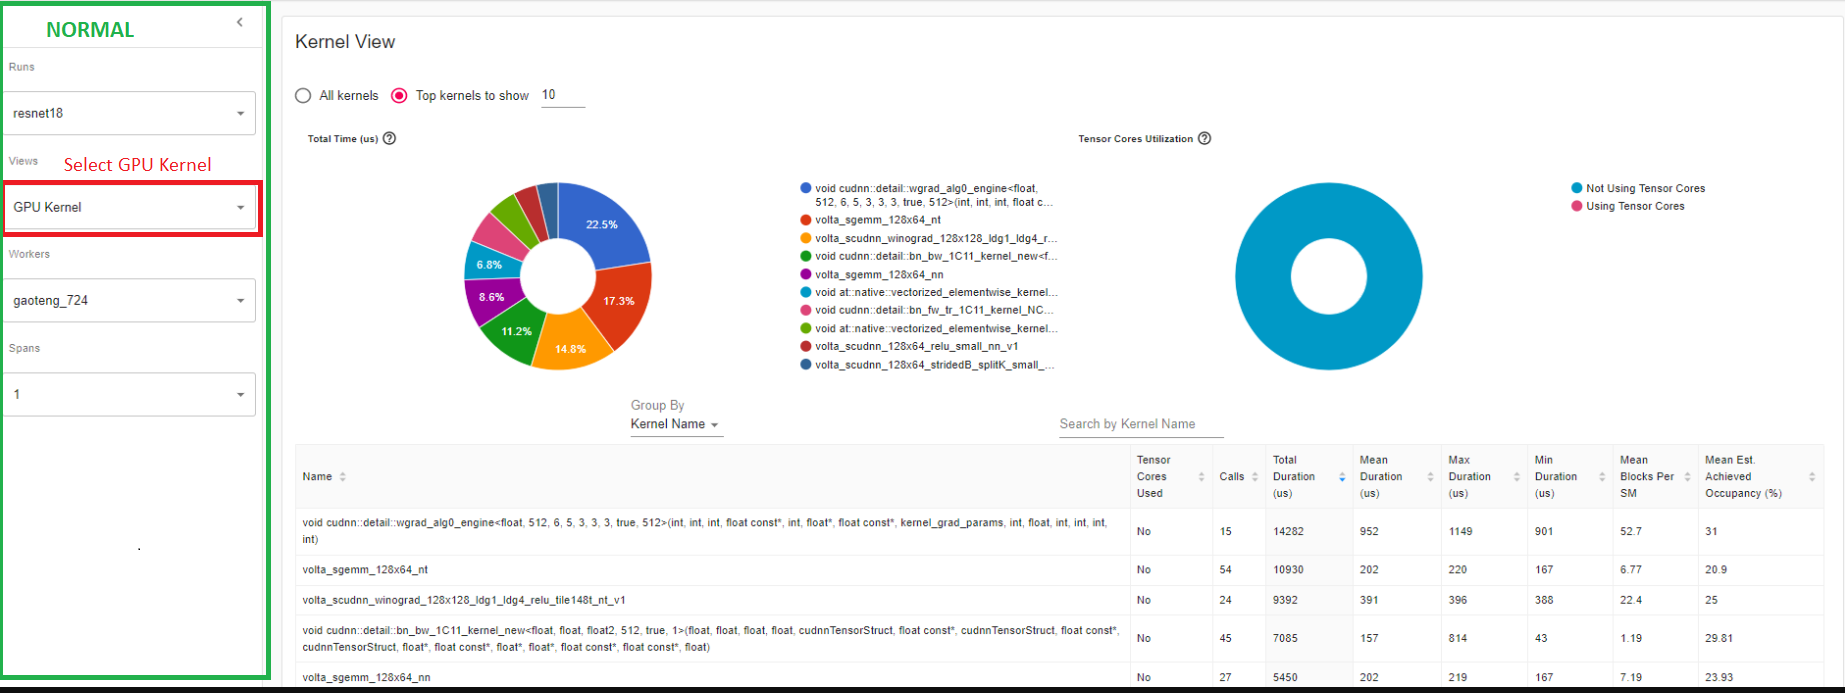 NORMAL
Runs
resnet18
Views
Select GPU Kernel
GPU Kernel
Workers
gaoteng_724
Spans
1
Kernel View
All kernels
Top kernels to show
10
Total Time (us)
22.5%
17.3%
14.8%
11.2%
8.6%
6.8%
void cudnn::detail::wgrad_alg0_engine<float,
512, 6, 5, 3, 3, 3, true, 512>(int, int, int, float c...
volta_sgemm_128x64_nt
volta_scudnn_winograd_128x128_ldg1_ldg4_r...
void cudnn::detail::bn_bw_1C11_kernel_new<f...
volta_sgemm_128x64_nn
void at::native::vectorized_elementwise_kernel...
void cudnn::detail::bn_fw_tr_1C11_kernel_NC...
void at::native::vectorized_elementwise_kernel...
volta_scudnn_128x64_relu_small_nn_v1
volta_scudnn_128x64_stridedB_splitK_small_...
Tensor Cores Utilization
Not Using Tensor Cores
Using Tensor Cores
Group By
Kernel Name
Search by Kernel Name
Name
Tensor Cores Used
Calls
Total Duration (us)
Mean Duration (us)
Max Duration (us)
Min Duration (us)
Mean Blocks Per SM
Mean Est. Achieved Occupancy (%)
void cudnn::detail::wgrad_alg0_engine<float, 512, 6, 5, 3, 3, 3, true, 512>(int, int, int, float const*, int, float*, float const*, kernel_grad_params, int, float, int, int, int,
int)
No 15 14282 952 1149 901 52.7 31
volta_sgemm_128x64_nt No 54 10930 202 220 167 6.77 20.9
volta_scudnn_winograd_128x128_ldg1_ldg4_relu_tile148t_nt_v1 No 24 9392 391 396 388 22.4 25
void cudnn::detail::bn_bw_1C11_kernel_new<float, float, float2, 512, true, 1>(float, float, float, float, cudnnTensorStruct, float const*, cudnnTensorStruct, float const*,
cudnnTensorStruct, float*, float const*, float*, float*, float const*, float const*, float)
No 45 7085 157 814 43 1.19 29.81
volta_sgemm_128x64_nn No 27 5450 202 219 167 7.19 23.93